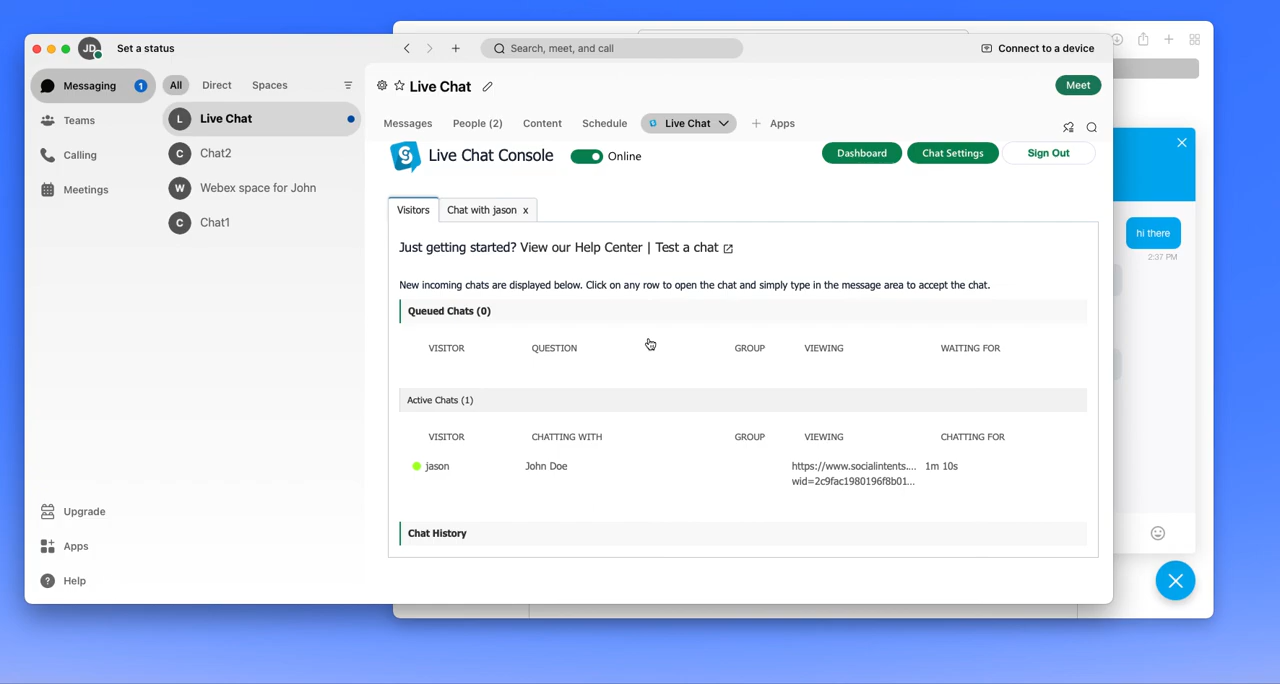 JD
Set a status
Search, meet, and call
Connect to a device
Messaging 1
Teams
Calling
Meetings
Upgrade
Apps
Help
All Direct Spaces
L Live Chat
C Chat2
W Webex space for John
C Chat1
Live Chat
Meet
Messages People (2) Content Schedule Live Chat Apps
Live Chat Console Online
Dashboard Chat Settings Sign Out
Visitors Chat with jason x
Just getting started? View our Help Center | Test a chat
New incoming chats are displayed below. Click on any row to open the chat and simply type in the message area to accept the chat.
Queued Chats (0)
VISITOR QUESTION GROUP VIEWING WAITING FOR
Active Chats (1)
VISITOR CHATTING WITH GROUP VIEWING CHATTING FOR
jason John Doe https://www.socialintents.... 1m 10s
wid=2c9fac1980196f8b01...
Chat History
hi there
2:37 PM